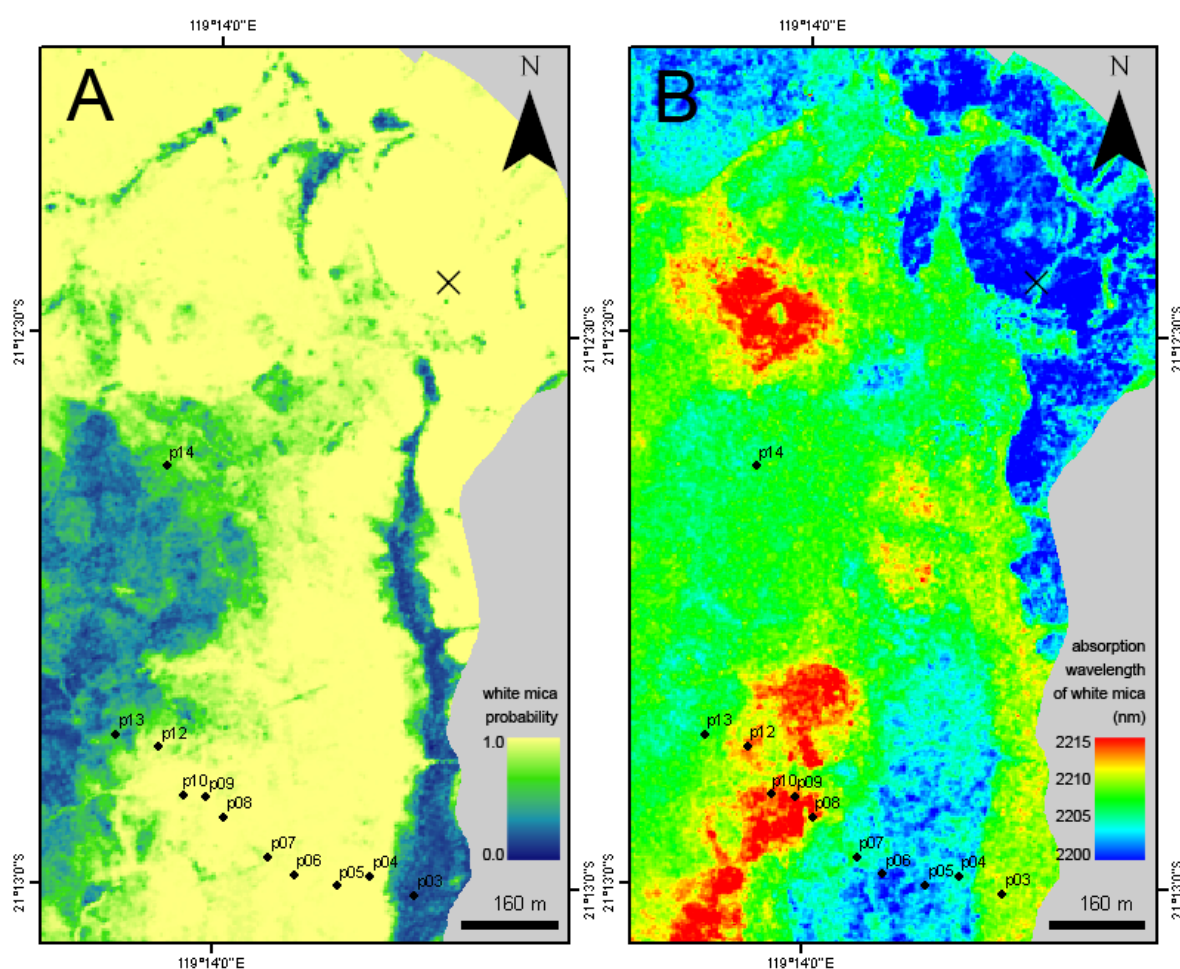 119°14'0"E
119°14'0"E
A
N
21°12'30"S
p14
p13
p12
p10
p09
p08
p07
p06
p05
p04
p03
white mica
probability
1.0
0.0
21°13'0"S
160 m
119°14'0"E
B
N
21°12'30"S
21°12'30"S
p14
p13
p12
p10
p09
p08
p07
p06
p05
p04
p03
absorption
wavelength
of white mica
(nm)
2215
2210
2205
2200
21°13'0"S
21°13'0"S
160 m
119°14'0"E